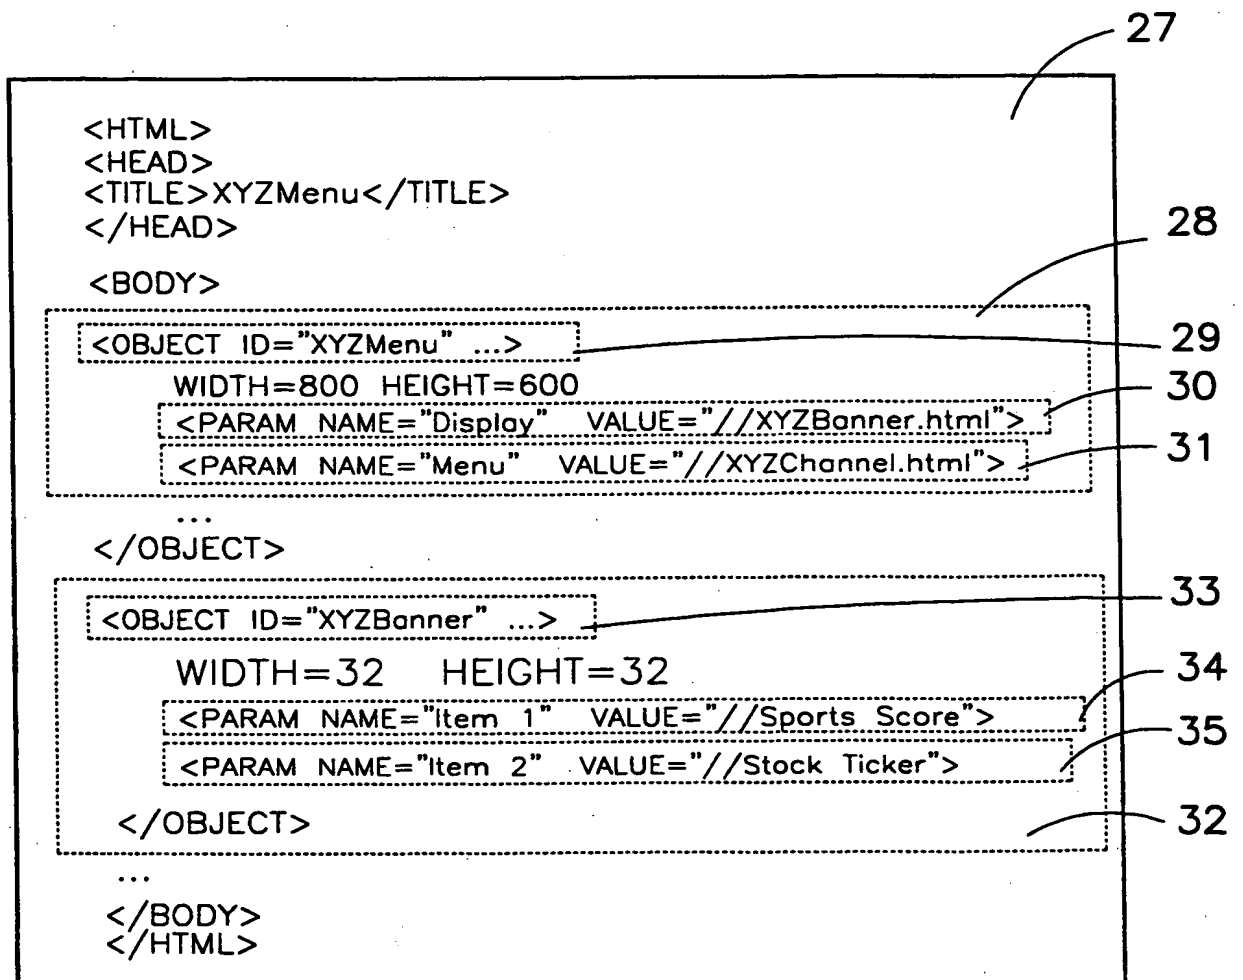 27
<HTML>
<HEAD>
<TITLE>XYZMenu</TITLE>
</HEAD>
28
<BODY>
<OBJECT ID="XYZMenu" ...>
29
WIDTH=800 HEIGHT=600
30
<PARAM NAME="Display" VALUE="//XYZBanner.html">
31
<PARAM NAME="Menu" VALUE="//XYZChannel.html">
...
</OBJECT>
33
<OBJECT ID="XYZBanner" ...>
WIDTH=32 HEIGHT=32
34
<PARAM NAME="Item 1" VALUE="//Sports Score">
35
<PARAM NAME="Item 2" VALUE="//Stock Ticker">
</OBJECT>
32
...
</BODY>
</HTML>